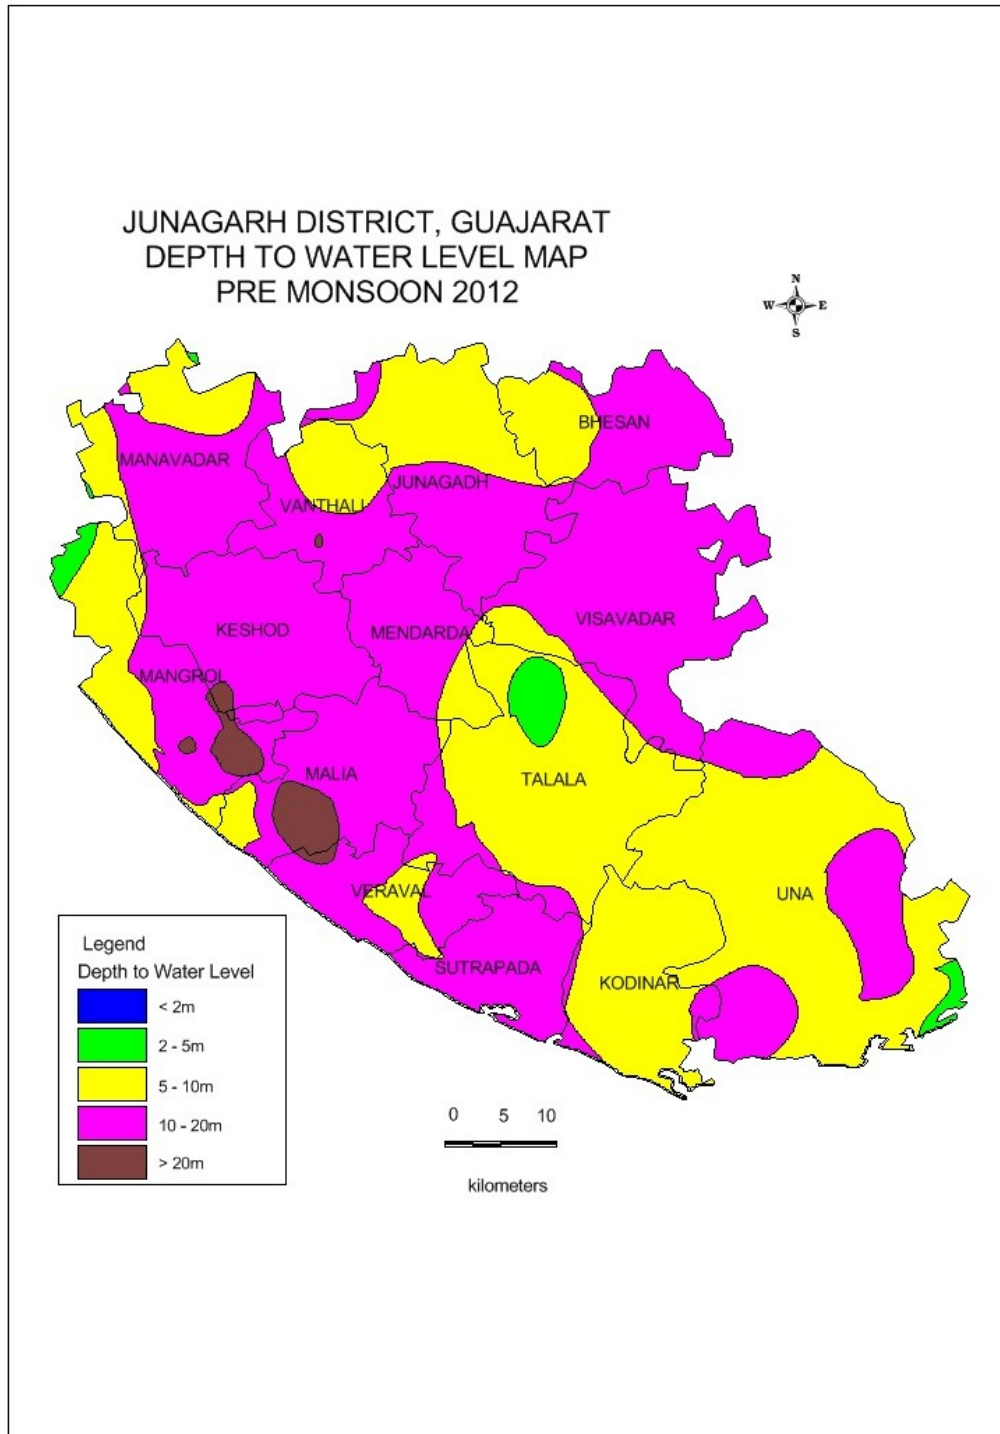 JUNAGARH DISTRICT, GUAJARAT
DEPTH TO WATER LEVEL MAP
PRE MONSOON 2012
N
W E
S
BHESAN
MANAVADAR
JUNAGADH
VANTHALI
VISAVADAR
KESHOD
MENDARDA
MANGROL
MALIA
TALALA
VERAVAL
UNA
SUTRAPADA
KODINAR
Legend
Depth to Water Level
< 2m
2 - 5m
5 - 10m
10 - 20m
> 20m
0 5 10
kilometers